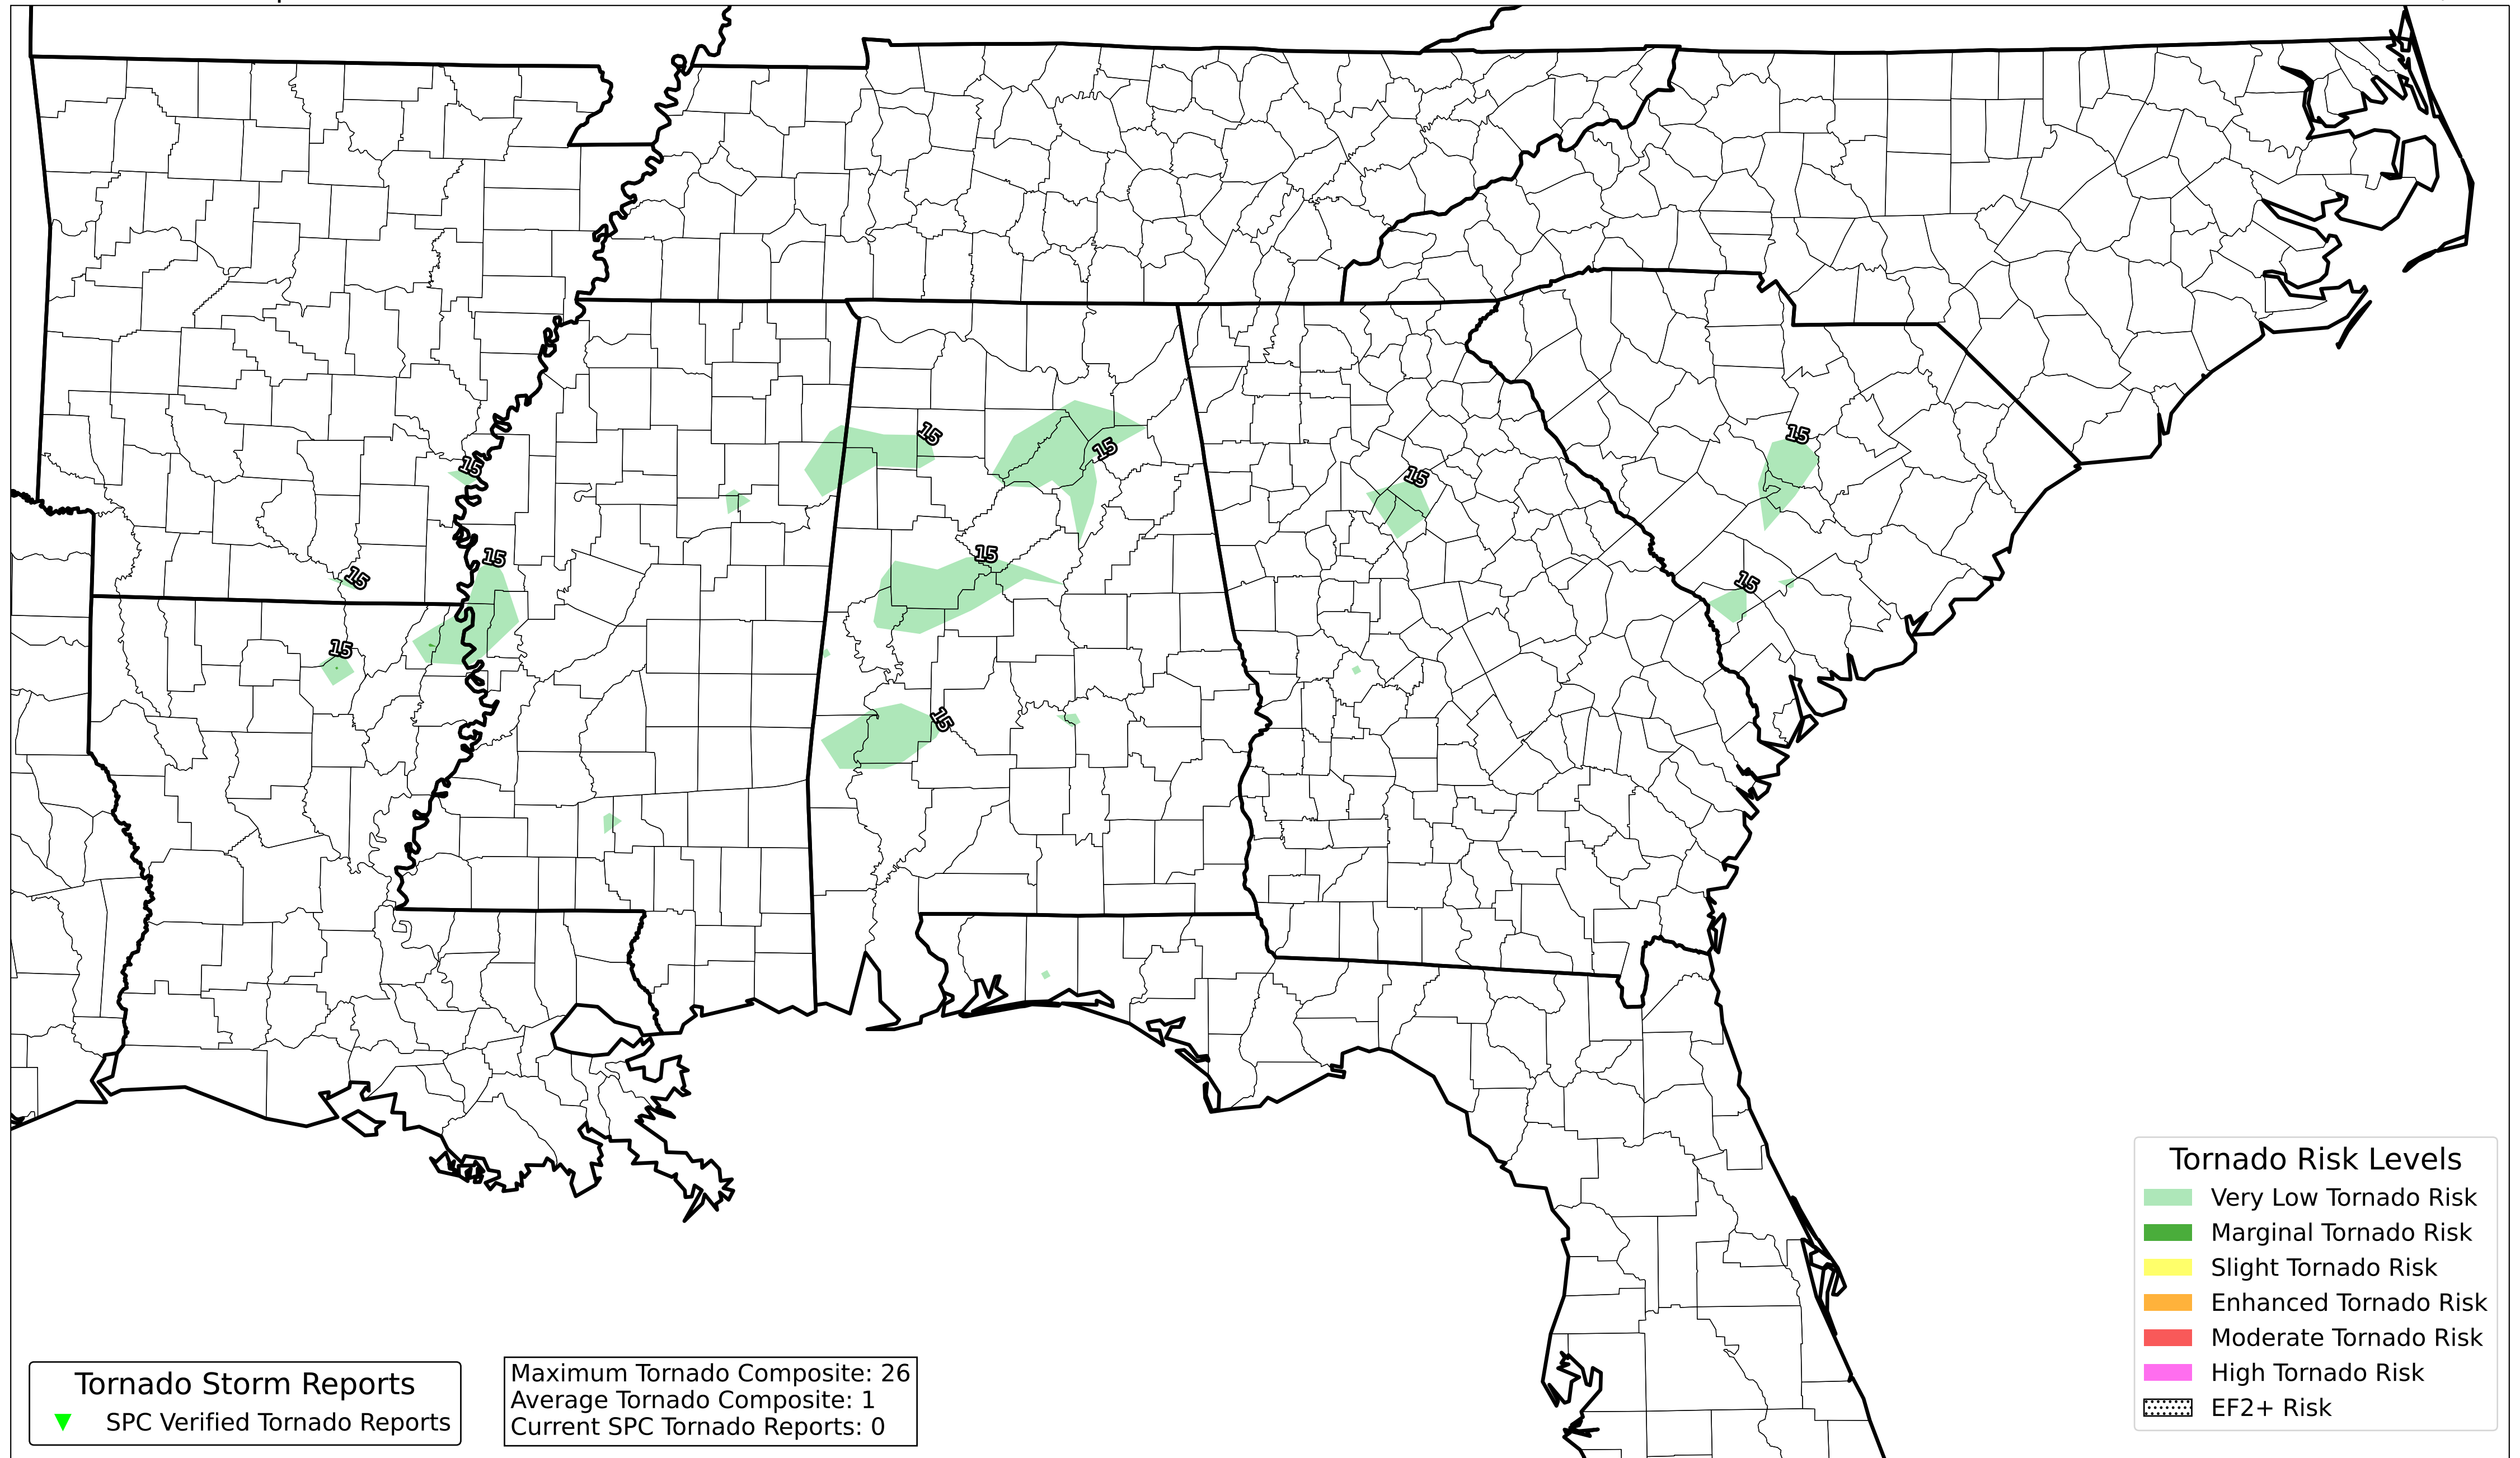 15
15
15
15
15
15
15
15
15
15
15
Tornado Risk Levels
Very Low Tornado Risk
Marginal Tornado Risk
Slight Tornado Risk
Enhanced Tornado Risk
Moderate Tornado Risk
High Tornado Risk
EF2+ Risk
Tornado Storm Reports
SPC Verified Tornado Reports
Maximum Tornado Composite: 26
Average Tornado Composite: 1
Current SPC Tornado Reports: 0